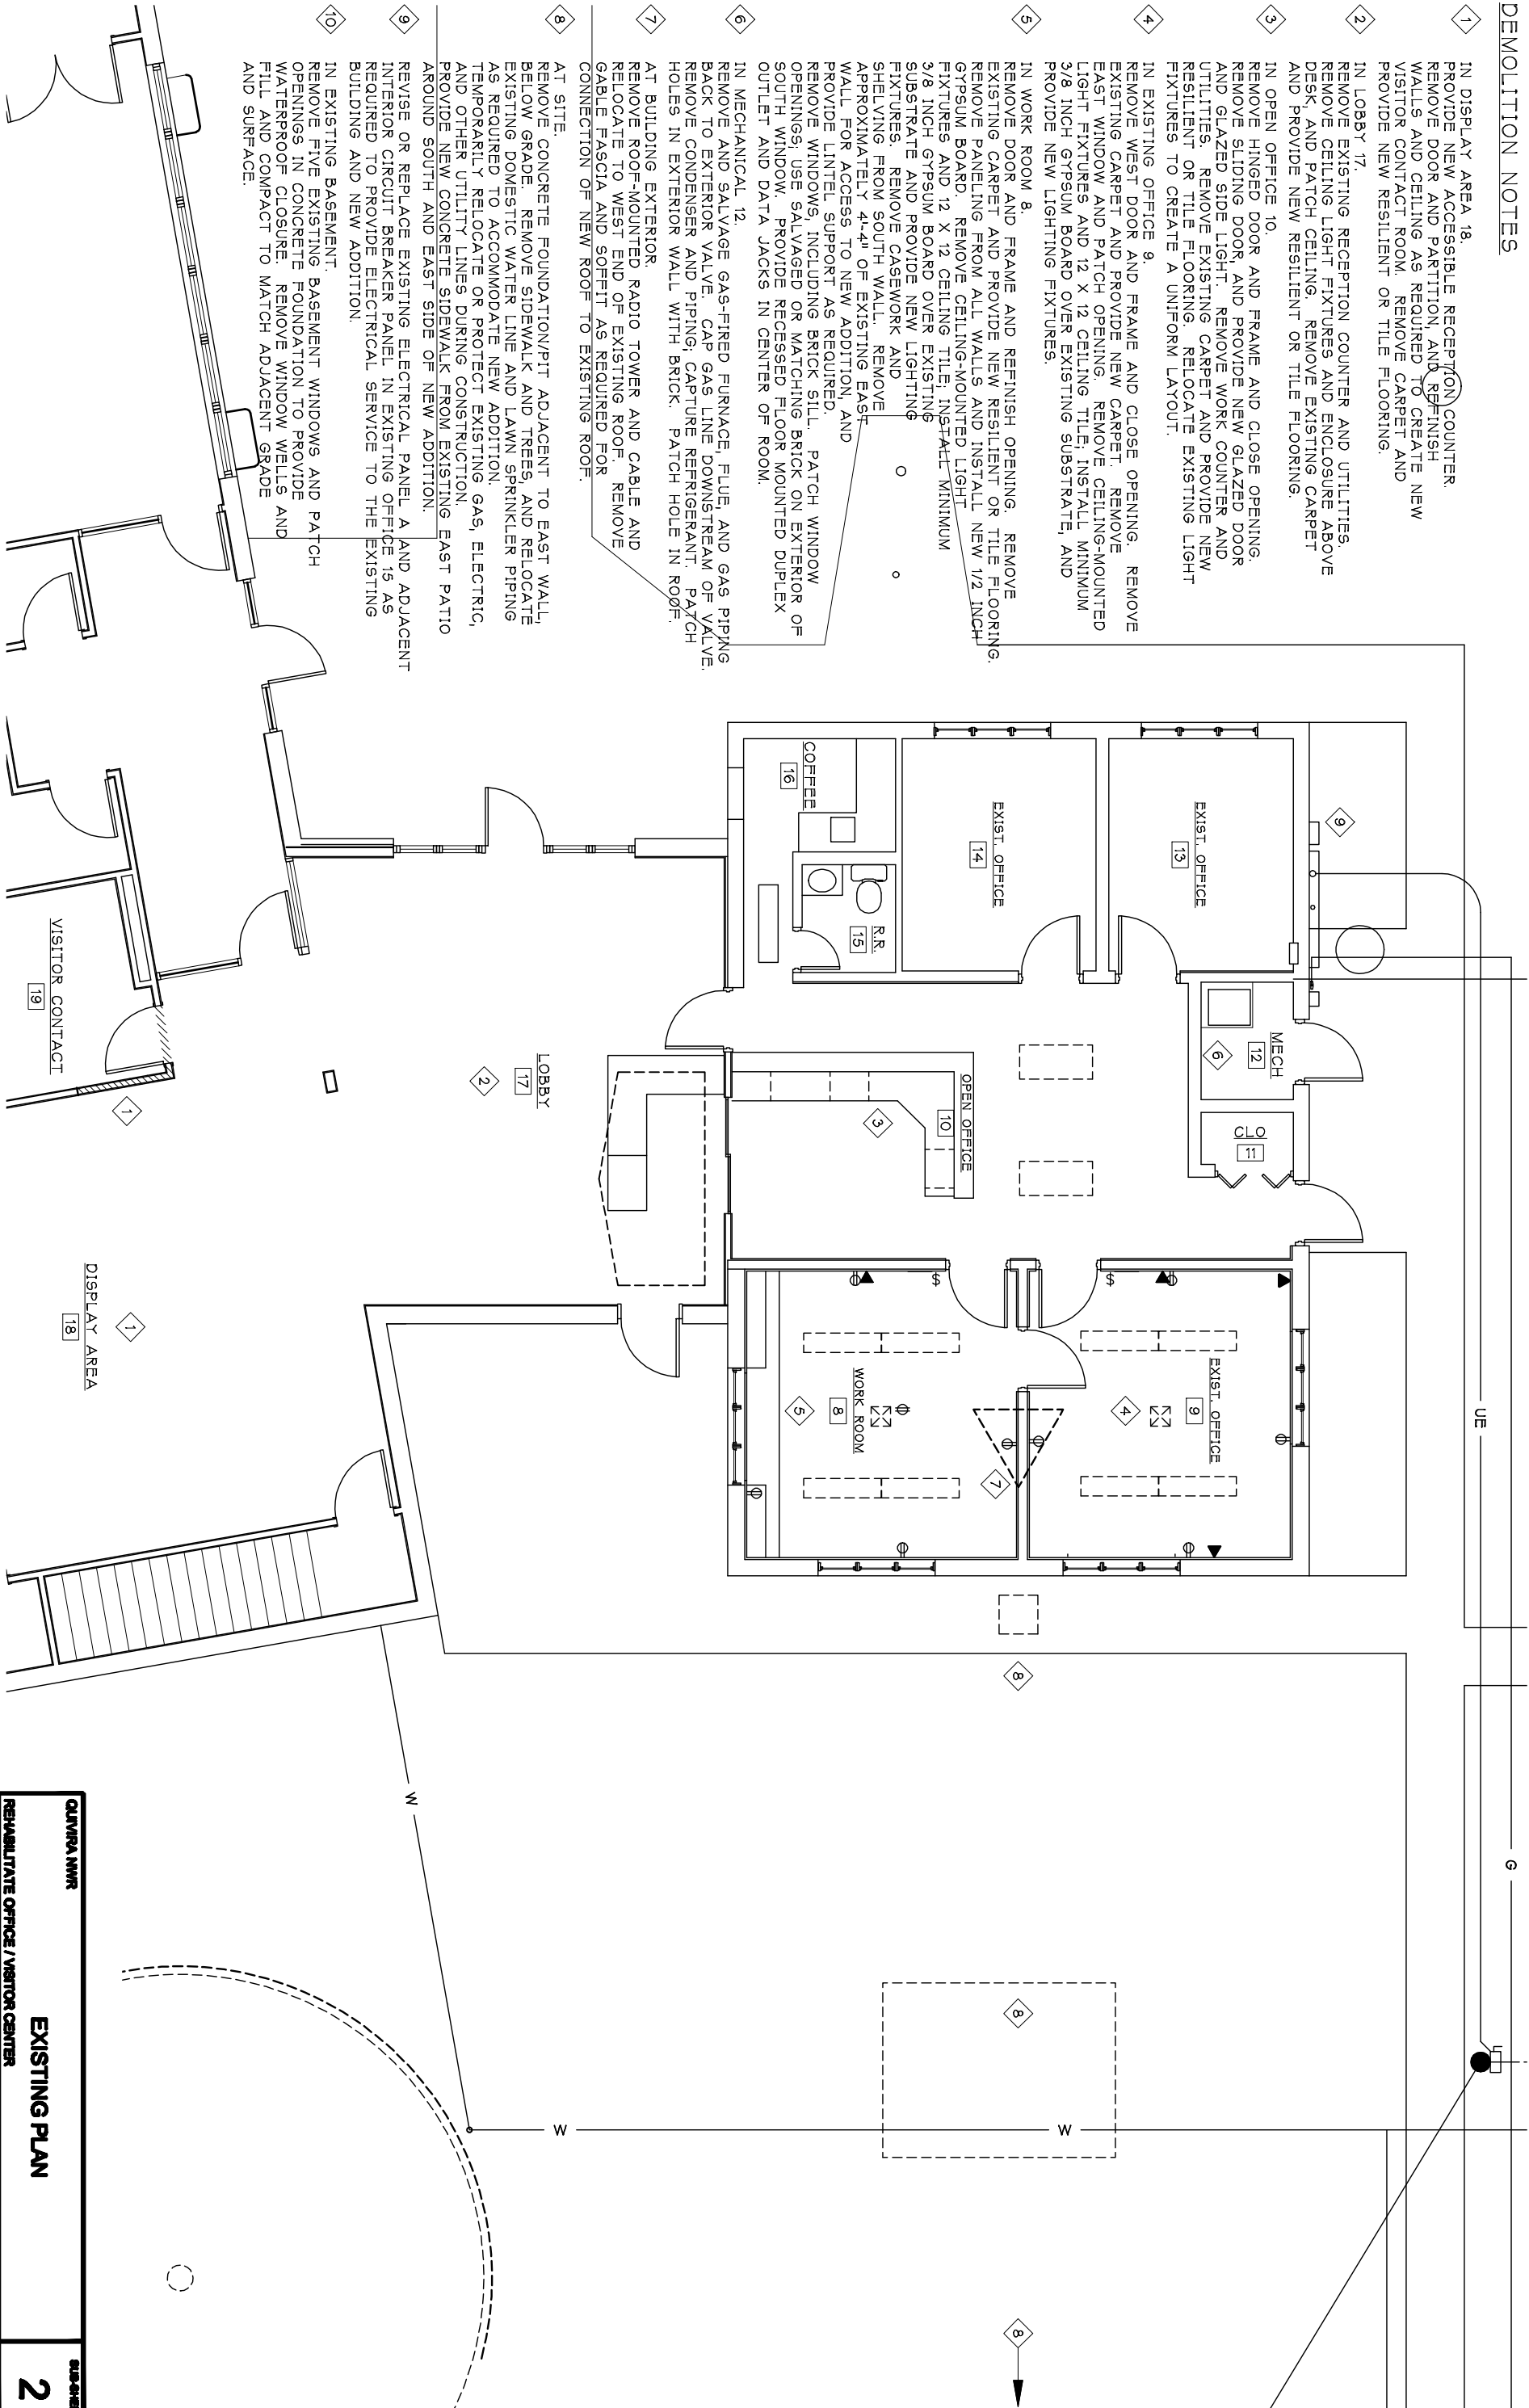 DEMOLITION NOTES
1
IN DISPLAY AREA 18.
PROVIDE NEW ACCESSIBLE RECEPTION COUNTER.
REMOVE DOOR AND PARTITION, AND REFINISH
WALLS AND CEILING AS REQUIRED TO CREATE NEW
VISITOR CONTACT ROOM. REMOVE CARPET AND
PROVIDE NEW RESILIENT OR TILE FLOORING.
2
IN LOBBY 17.
REMOVE EXISTING RECEPTION COUNTER AND UTILITIES.
REMOVE CEILING LIGHT FIXTURES AND ENCLOSURE ABOVE
DESK, AND PATCH CEILING. REMOVE EXISTING CARPET
AND PROVIDE NEW RESILIENT OR TILE FLOORING.
3
IN OPEN OFFICE 10.
REMOVE HINGED DOOR AND FRAME AND CLOSE OPENING.
REMOVE SLIDING DOOR, AND PROVIDE NEW GLAZED DOOR
AND GLAZED SIDE LIGHT. REMOVE WORK COUNTER AND
UTILITIES. REMOVE EXISTING CARPET AND PROVIDE NEW
RESILIENT OR TILE FLOORING. RELOCATE EXISTING LIGHT
FIXTURES TO CREATE A UNIFORM LAYOUT.
4
IN EXISTING OFFICE 9.
REMOVE WEST DOOR AND FRAME AND CLOSE OPENING. REMOVE
EXISTING CARPET AND PROVIDE NEW CARPET. REMOVE
EAST WINDOW AND PATCH OPENING. REMOVE CEILING-MOUNTED
LIGHT FIXTURES AND 12 X 12 CEILING TILE; INSTALL MINIMUM
3/8 INCH GYPSUM BOARD OVER EXISTING SUBSTRATE, AND
PROVIDE NEW LIGHTING FIXTURES.
5
IN WORK ROOM 8.
REMOVE DOOR AND FRAME AND REFINISH OPENING. REMOVE
EXISTING CARPET AND PROVIDE NEW RESILIENT OR TILE FLOORING.
REMOVE PANELING FROM ALL WALLS AND INSTALL NEW 1/2 INCH
GYPSUM BOARD. REMOVE CEILING-MOUNTED LIGHT
FIXTURES AND 12 X 12 CEILING TILE; INSTALL MINIMUM
3/8 INCH GYPSUM BOARD OVER EXISTING
SUBSTRATE AND PROVIDE NEW LIGHTING
FIXTURES. REMOVE CASEWORK AND
SHELVING FROM SOUTH WALL. REMOVE
APPROXIMATELY 4'-4" OF EXISTING EAST
WALL FOR ACCESS TO NEW ADDITION, AND
PROVIDE LINTEL SUPPORT AS REQUIRED.
REMOVE WINDOWS, INCLUDING BRICK SILL. PATCH WINDOW
OPENINGS; USE SALVAGED OR MATCHING BRICK ON EXTERIOR OF
SOUTH WINDOW. PROVIDE RECESSED FLOOR MOUNTED DUPLEX
OUTLET AND DATA JACKS IN CENTER OF ROOM.
6
IN MECHANICAL 12.
REMOVE AND SALVAGE GAS-FIRED FURNACE, FLUE, AND GAS PIPING
BACK TO EXTERIOR VALVE. CAP GAS LINE DOWNSTREAM OF VALVE.
REMOVE CONDENSER AND PIPING; CAPTURE REFRIGERANT. PATCH
HOLES IN EXTERIOR WALL WITH BRICK. PATCH HOLE IN ROOF.
7
AT BUILDING EXTERIOR.
REMOVE ROOF-MOUNTED RADIO TOWER AND CABLE AND
RELOCATE TO WEST END OF EXISTING ROOF. REMOVE
GABLE FASCIA AND SOFFIT AS REQUIRED FOR
CONNECTION OF NEW ROOF TO EXISTING ROOF.
8
AT SITE.
REMOVE CONCRETE FOUNDATION/PIT ADJACENT TO EAST WALL,
BELOW GRADE. REMOVE SIDEWALK AND TREES, AND RELOCATE
EXISTING DOMESTIC WATER LINE AND LAWN SPRINKLER PIPING
AS REQUIRED TO ACCOMMODATE NEW ADDITION.
TEMPORARILY RELOCATE OR PROTECT EXISTING GAS, ELECTRIC,
AND OTHER UTILITY LINES DURING CONSTRUCTION.
PROVIDE NEW CONCRETE SIDEWALK FROM EXISTING EAST PATIO
AROUND SOUTH AND EAST SIDE OF NEW ADDITION.
9
REVISE OR REPLACE EXISTING ELECTRICAL PANEL A AND ADJACENT
INTERIOR CIRCUIT BREAKER PANEL IN EXISTING OFFICE 15 AS
REQUIRED TO PROVIDE ELECTRICAL SERVICE TO THE EXISTING
BUILDING AND NEW ADDITION.
10
IN EXISTING BASEMENT.
REMOVE FIVE EXISTING BASEMENT WINDOWS AND PATCH
OPENINGS IN CONCRETE FOUNDATION TO PROVIDE
WATERPROOF CLOSURE. REMOVE WINDOW WELLS AND
FILL AND COMPACT TO MATCH ADJACENT GRADE
AND SURFACE.
9
EXIST. OFFICE
13
EXIST. OFFICE
14
COFFEE
16
R.R.
15
MECH
12
6
CLO
11
OPEN OFFICE
10
3
LOBBY
17
2
VISITOR CONTACT
19
1
DISPLAY AREA
18
1
EXIST. OFFICE
9
4
$
WORK ROOM
8
5
$
7
8
8
8
UE
G
W
W
W
L
QUIVIRA NWR
EXISTING PLAN
REHABILITATE OFFICE / VISITOR CENTER
2